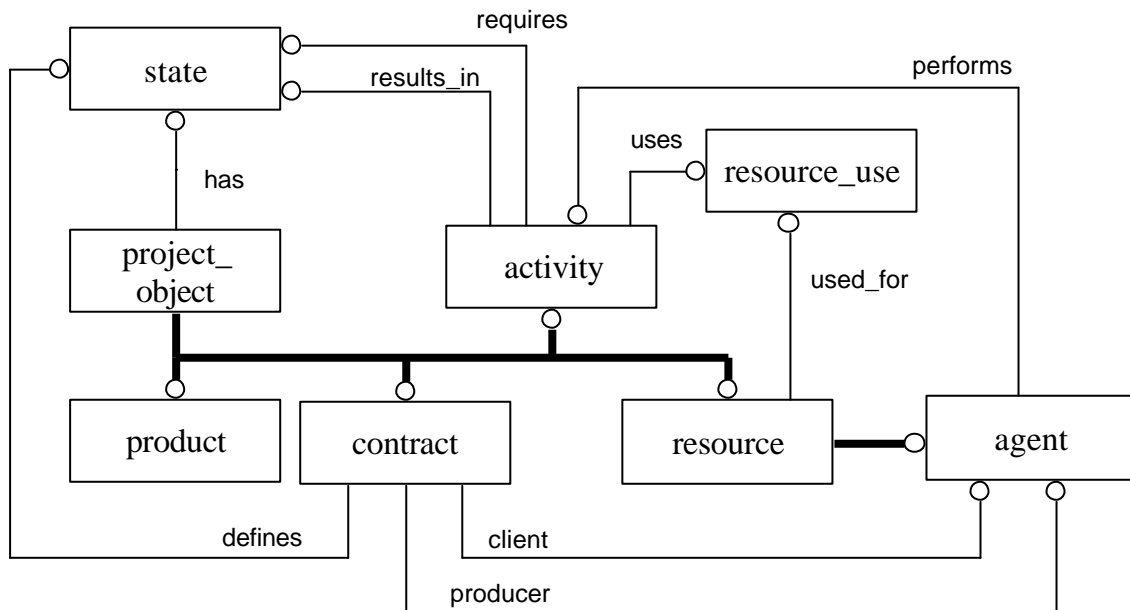 requires
state
performs
results_in
uses
resource_use
has
project_
object
activity
used_for
product
contract
resource
agent
defines
client
producer